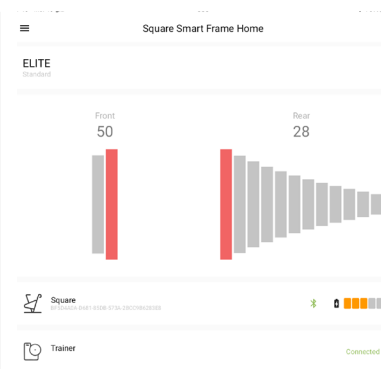 Square Smart Frame Home
ELITE
Standard
Front
Rear
50
28
Square
Trainer
Connected